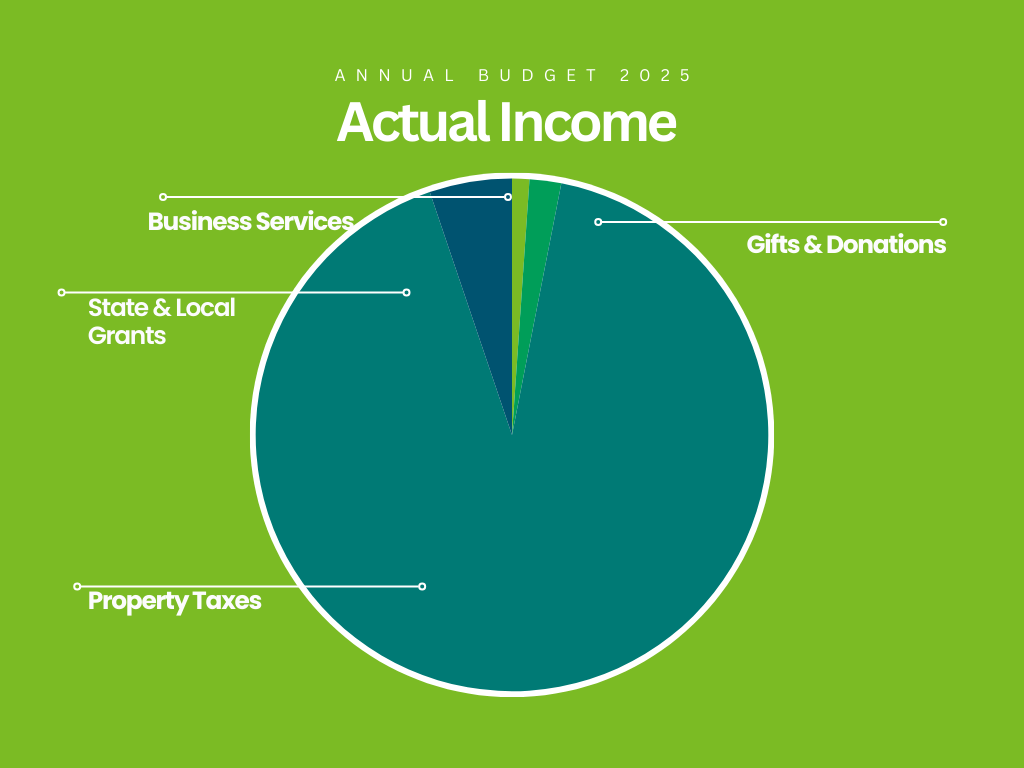 ANNUAL BUDGET 2025
Actual Income
Business Services
Gifts & Donations
State & Local
Grants
Property Taxes